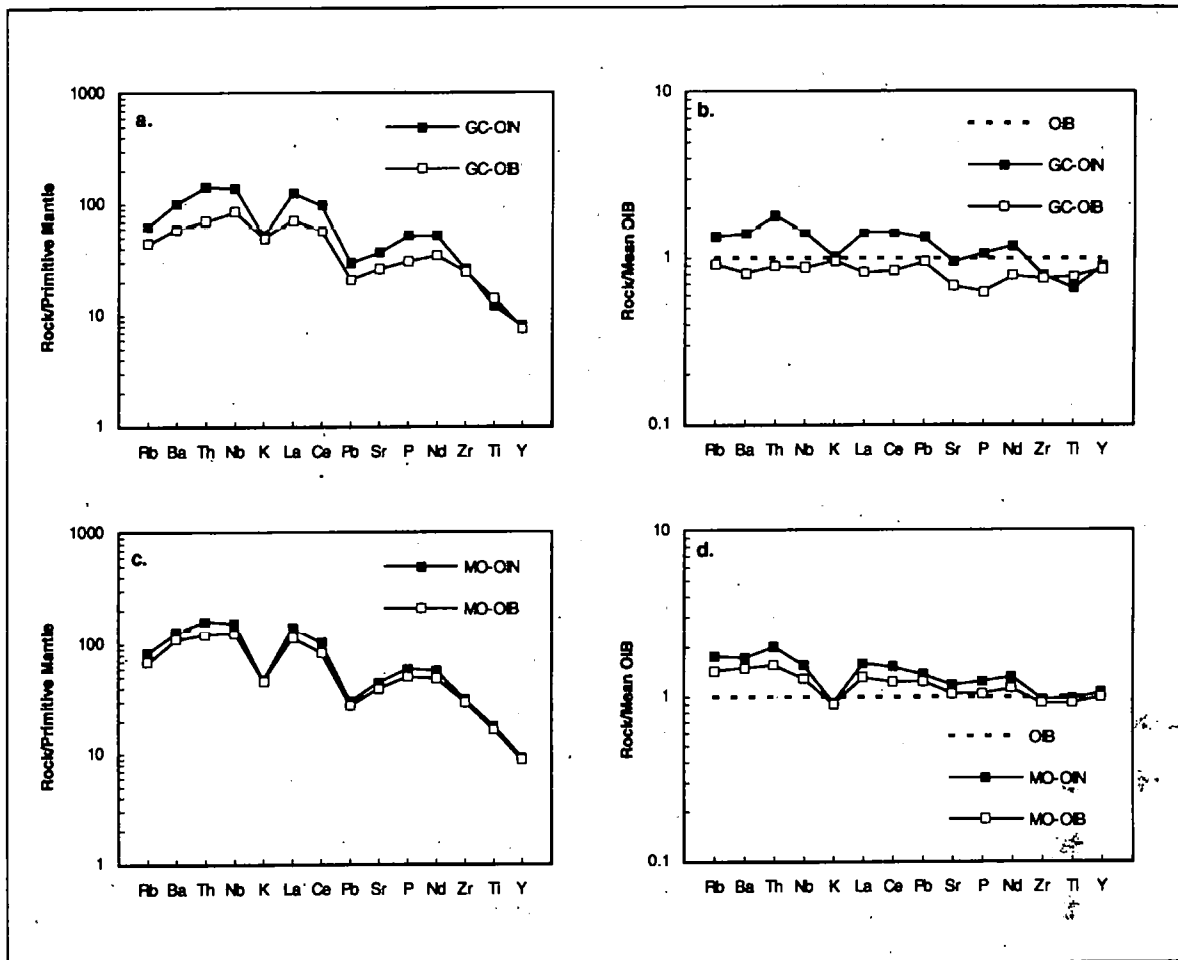 a.
GC-OIN
GC-OIB
1000
100
10
1
Rock/Primitive Mantle
Rb Ba Th Nb K La Ce Pb Sr P Nd Zr Ti Y
b.
OIB
GC-OIN
GC-OIB
10
1
0.1
Rock/Mean OIB
Rb Ba Th Nb K La Ce Pb Sr P Nd Zr Ti Y
c.
MO-OIN
MO-OIB
1000
100
10
1
Rock/Primitive Mantle
Rb Ba Th Nb K La Ce Pb Sr P Nd Zr Ti Y
d.
10
1
0.1
Rock/Mean OIB
OIB
MO-OIN
MO-OIB
Rb Ba Th Nb K La Ce Pb Sr P Nd Zr Ti Y